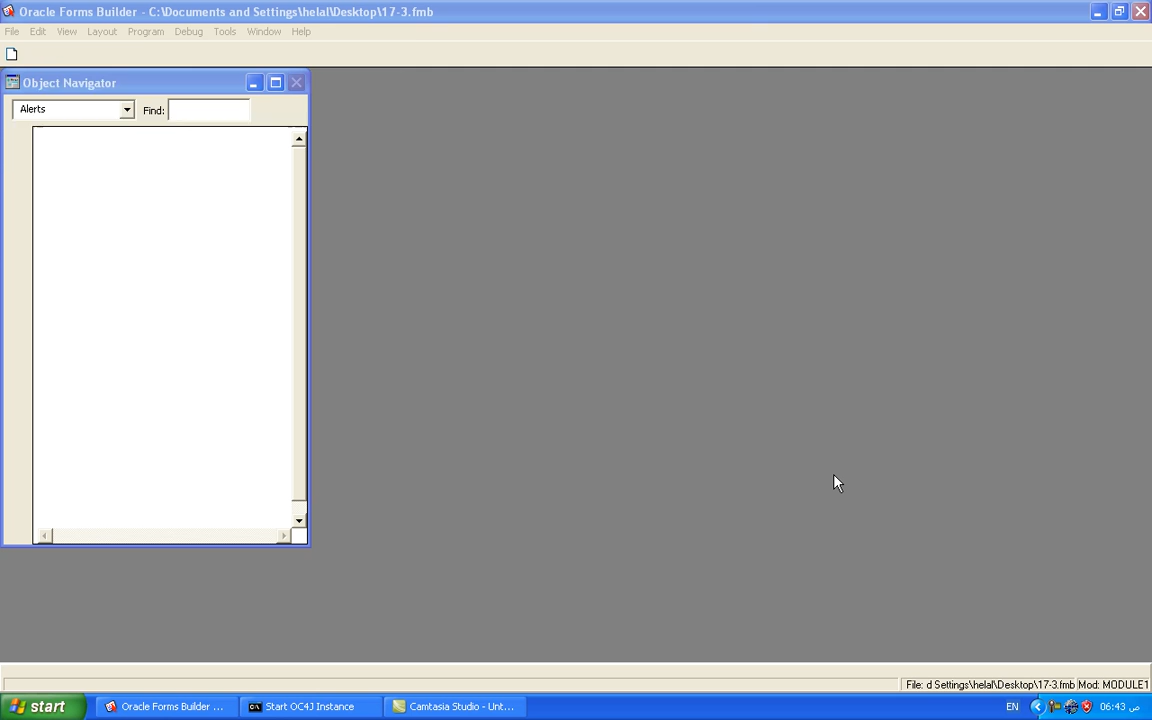 Oracle Forms Builder - C:\Documents and Settings\helal\Desktop\17-3.fmb
File Edit View Layout Program Debug Tools Window Help
Object Navigator
Alerts Find:
File: d Settings\helal\Desktop\17-3.fmb Mod: MODULE1
start Oracle Forms Builder ... Start OC4J Instance Camtasia Studio - Unt... EN 06:43 ص